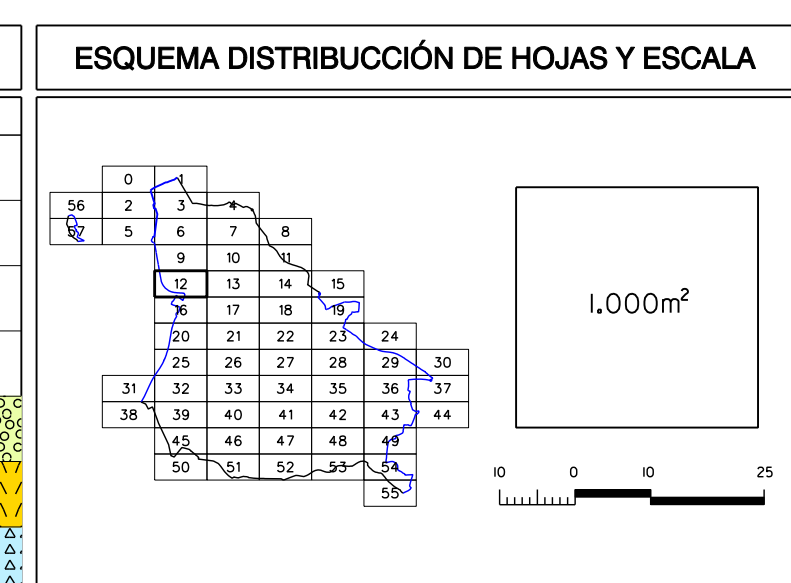 ESQUEMA DISTRIBUCCIÓN DE HOJAS Y ESCALA
0 1
56 2 3 4
57 5 6 7 8
9 10 11
12 13 14 15
16 17 18 19
20 21 22 23 24
25 26 27 28 29 30
31 32 33 34 35 36 37
38 39 40 41 42 43 44
45 46 47 48 49
50 51 52 53 54
55
1.000m²
10 0 10 25